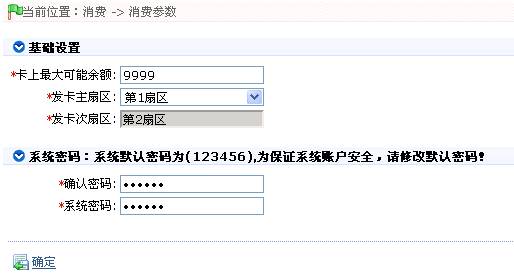 当前位置：消费 -> 消费参数
基础设置
*卡上最大可能余额: 9999
*发卡主扇区: 第1扇区
*发卡次扇区: 第2扇区
系统密码：系统默认密码为(123456),为保证系统账户安全，请修改默认密码!
*确认密码: ••••••
*系统密码: ••••••
确定